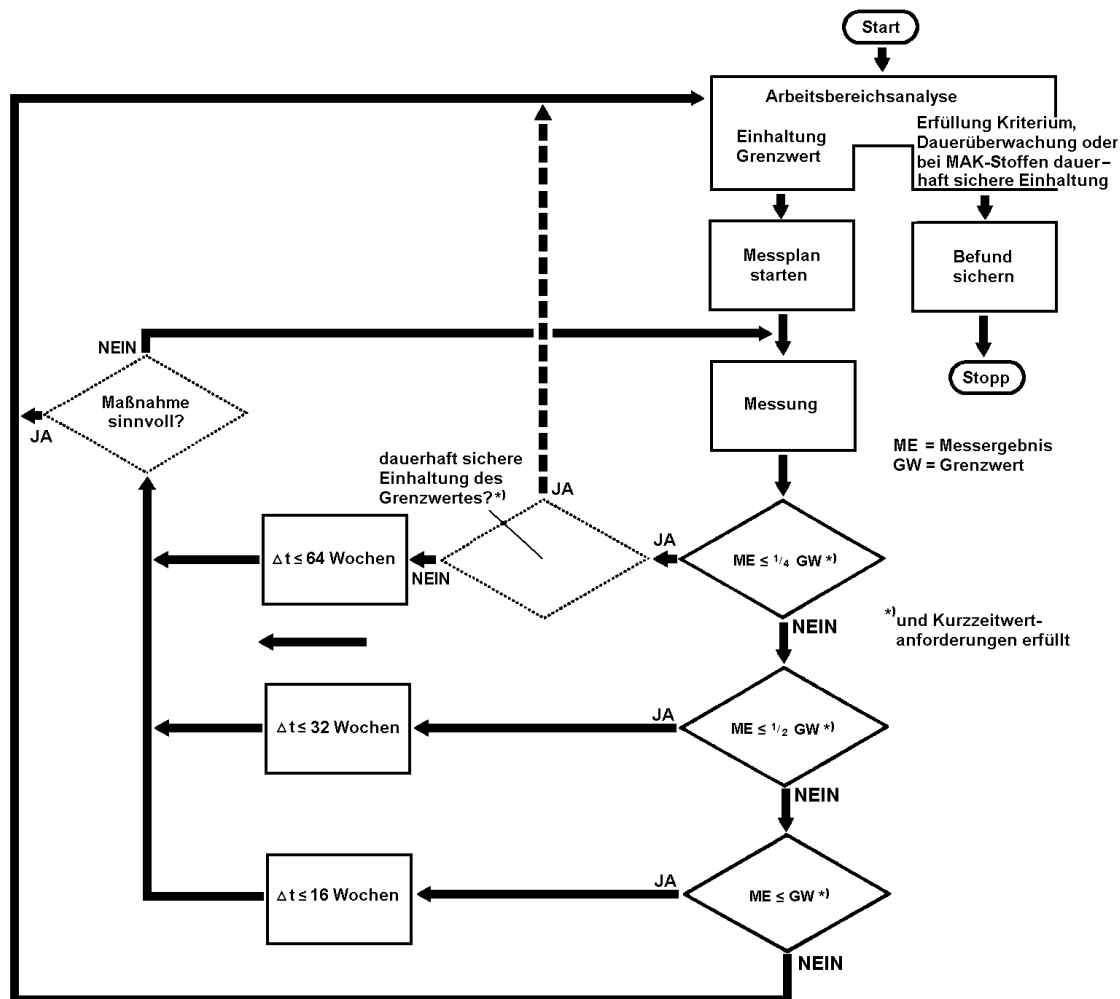 Start
Arbeitsbereichsanalyse
Einhaltung
Grenzwert
Erfüllung Kriterium,
Dauerüberwachung oder
bei MAK-Stoffen dauer–
haft sichere Einhaltung
Messplan
starten
Befund
sichern
NEIN
Maßnahme
sinnvoll?
JA
Messung
Stopp
ME = Messergebnis
GW = Grenzwert
dauerhaft sichere
Einhaltung des
Grenzwertes?*)
JA
Δ t ≤ 64 Wochen
NEIN
JA
ME ≤ 1/4 GW *)
NEIN
*)und Kurzzeitwert-
anforderungen erfüllt
Δ t ≤ 32 Wochen
JA
ME ≤ 1/2 GW *)
NEIN
Δ t ≤ 16 Wochen
JA
ME ≤ GW *)
NEIN